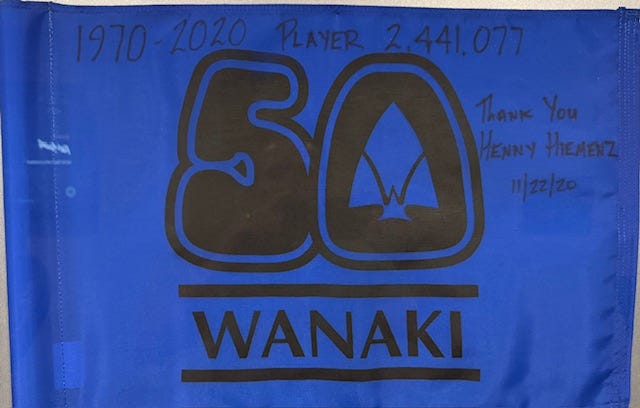 1970-2020 PLAYER 2,441,077
50
W
Thank You
Henny Hiemenz
11/22/20
WANAKI